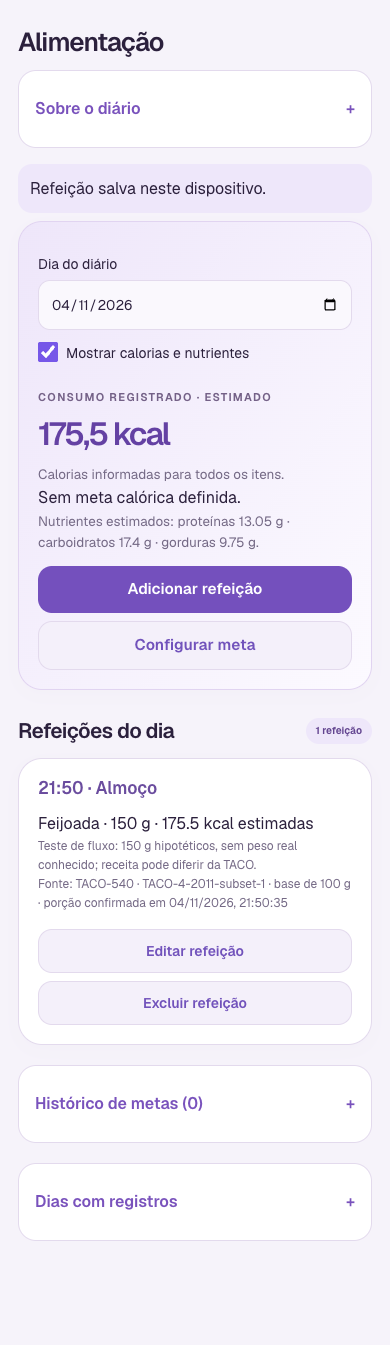 Alimentação
Sobre o diário +
Refeição salva neste dispositivo.
Dia do diário
04/11/2026
Mostrar calorias e nutrientes
CONSUMO REGISTRADO · ESTIMADO
175,5 kcal
Calorias informadas para todos os itens.
Sem meta calórica definida.
Nutrientes estimados: proteínas 13.05 g ·
carboidratos 17.4 g · gorduras 9.75 g.
Adicionar refeição
Configurar meta
Refeições do dia
1 refeição
21:50 · Almoço
Feijoada · 150 g · 175.5 kcal estimadas
Teste de fluxo: 150 g hipotéticos, sem peso real
conhecido; receita pode diferir da TACO.
Fonte: TACO-540 · TACO-4-2011-subset-1 · base de 100 g
· porção confirmada em 04/11/2026, 21:50:35
Editar refeição
Excluir refeição
Histórico de metas (0) +
Dias com registros +